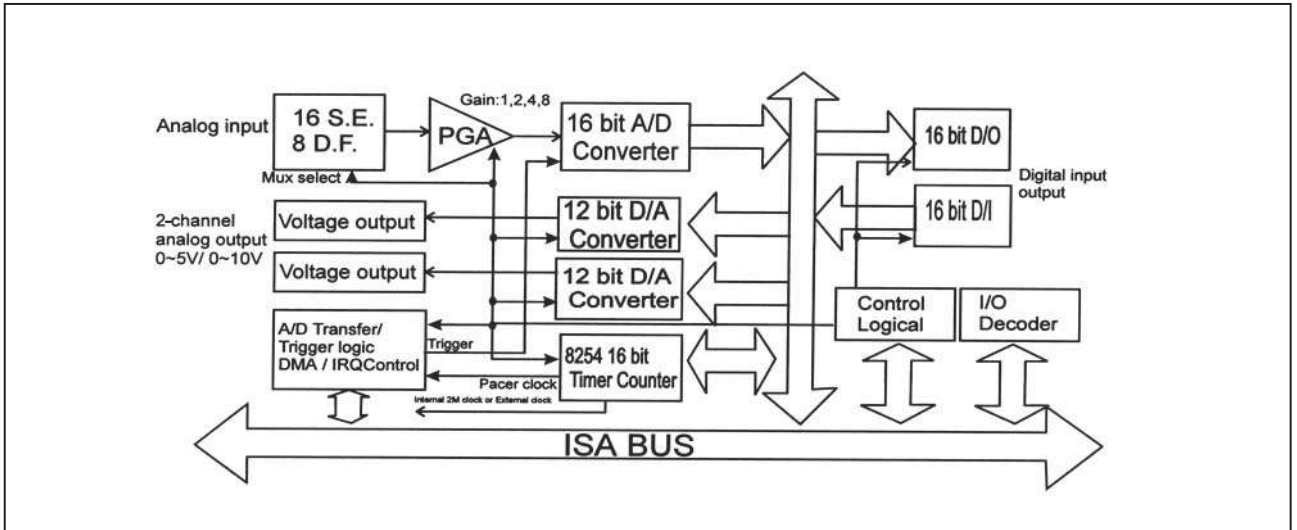 Analog input
16 S.E.
8 D.F.
Mux select
Gain:1,2,4,8
PGA
16 bit A/D
Converter
16 bit D/O
Digital input
output
16 bit D/I
2-channel
analog output
0~5V/ 0~10V
Voltage output
Voltage output
12 bit D/A
Converter
12 bit D/A
Converter
A/D Transfer/
Trigger logic
DMA / IRQControl
Trigger
Pacer clock
Internal 2M clock or External clock
8254 16 bit
Timer Counter
Control
Logical
I/O
Decoder
ISA BUS